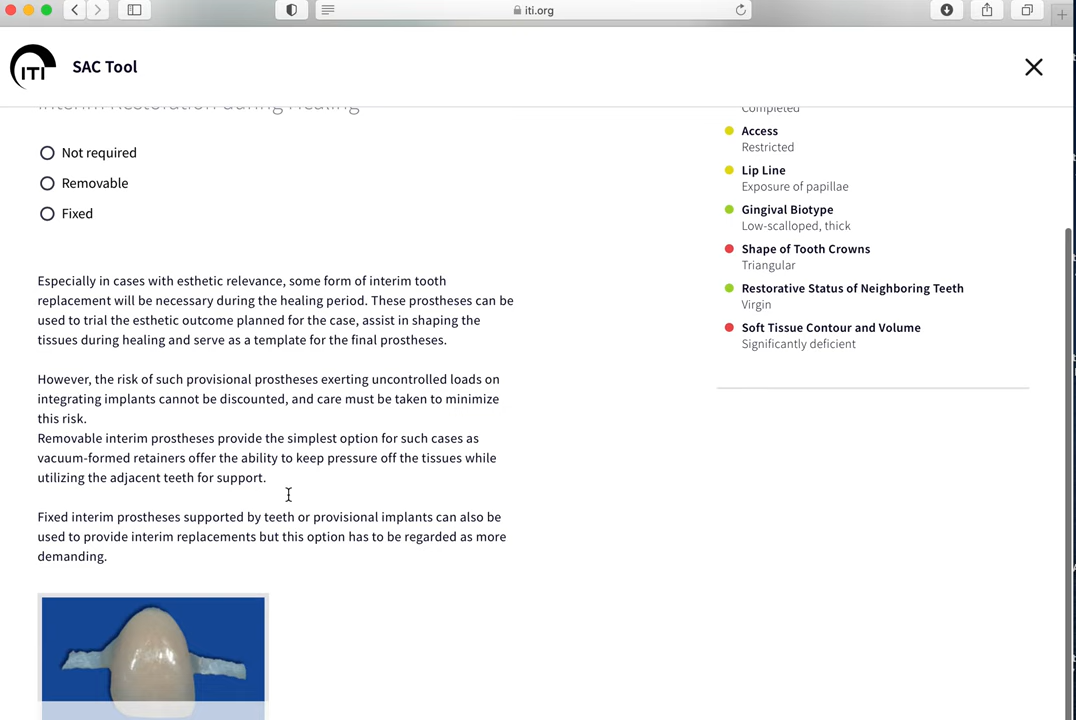 iti.org
ITI
SAC Tool
Interim Restoration during Healing
Not required
Removable
Fixed
Especially in cases with esthetic relevance, some form of interim tooth
replacement will be necessary during the healing period. These prostheses can be
used to trial the esthetic outcome planned for the case, assist in shaping the
tissues during healing and serve as a template for the final prostheses.
However, the risk of such provisional prostheses exerting uncontrolled loads on
integrating implants cannot be discounted, and care must be taken to minimize
this risk.
Removable interim prostheses provide the simplest option for such cases as
vacuum-formed retainers offer the ability to keep pressure off the tissues while
utilizing the adjacent teeth for support.
Fixed interim prostheses supported by teeth or provisional implants can also be
used to provide interim replacements but this option has to be regarded as more
demanding.
Completed
Access
Restricted
Lip Line
Exposure of papillae
Gingival Biotype
Low-scalloped, thick
Shape of Tooth Crowns
Triangular
Restorative Status of Neighboring Teeth
Virgin
Soft Tissue Contour and Volume
Significantly deficient